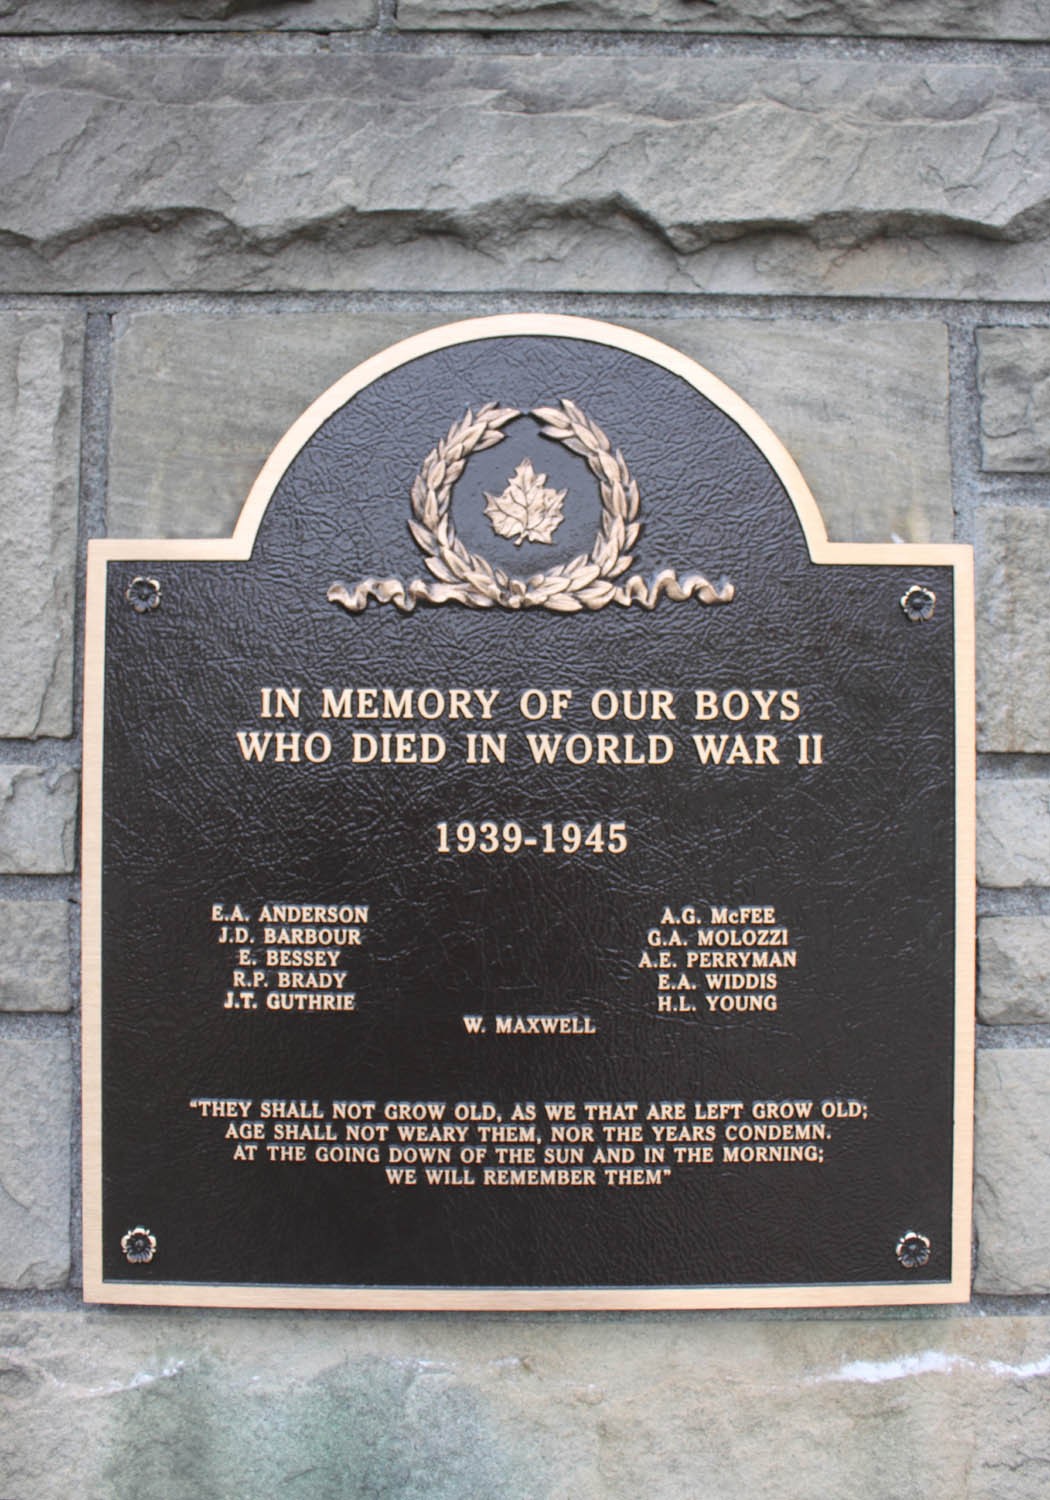 IN MEMORY OF OUR BOYS
WHO DIED IN WORLD WAR II
1939-1945
E.A. ANDERSON
J.D. BARBOUR
E. BESSEY
R.P. BRADY
J.T. GUTHRIE
A.G. McFEE
G.A. MOLOZZI
A.E. PERRYMAN
E.A. WIDDIS
H.L. YOUNG
W. MAXWELL
“THEY SHALL NOT GROW OLD, AS WE THAT ARE LEFT GROW OLD;
AGE SHALL NOT WEARY THEM, NOR THE YEARS CONDEMN.
AT THE GOING DOWN OF THE SUN AND IN THE MORNING;
WE WILL REMEMBER THEM”